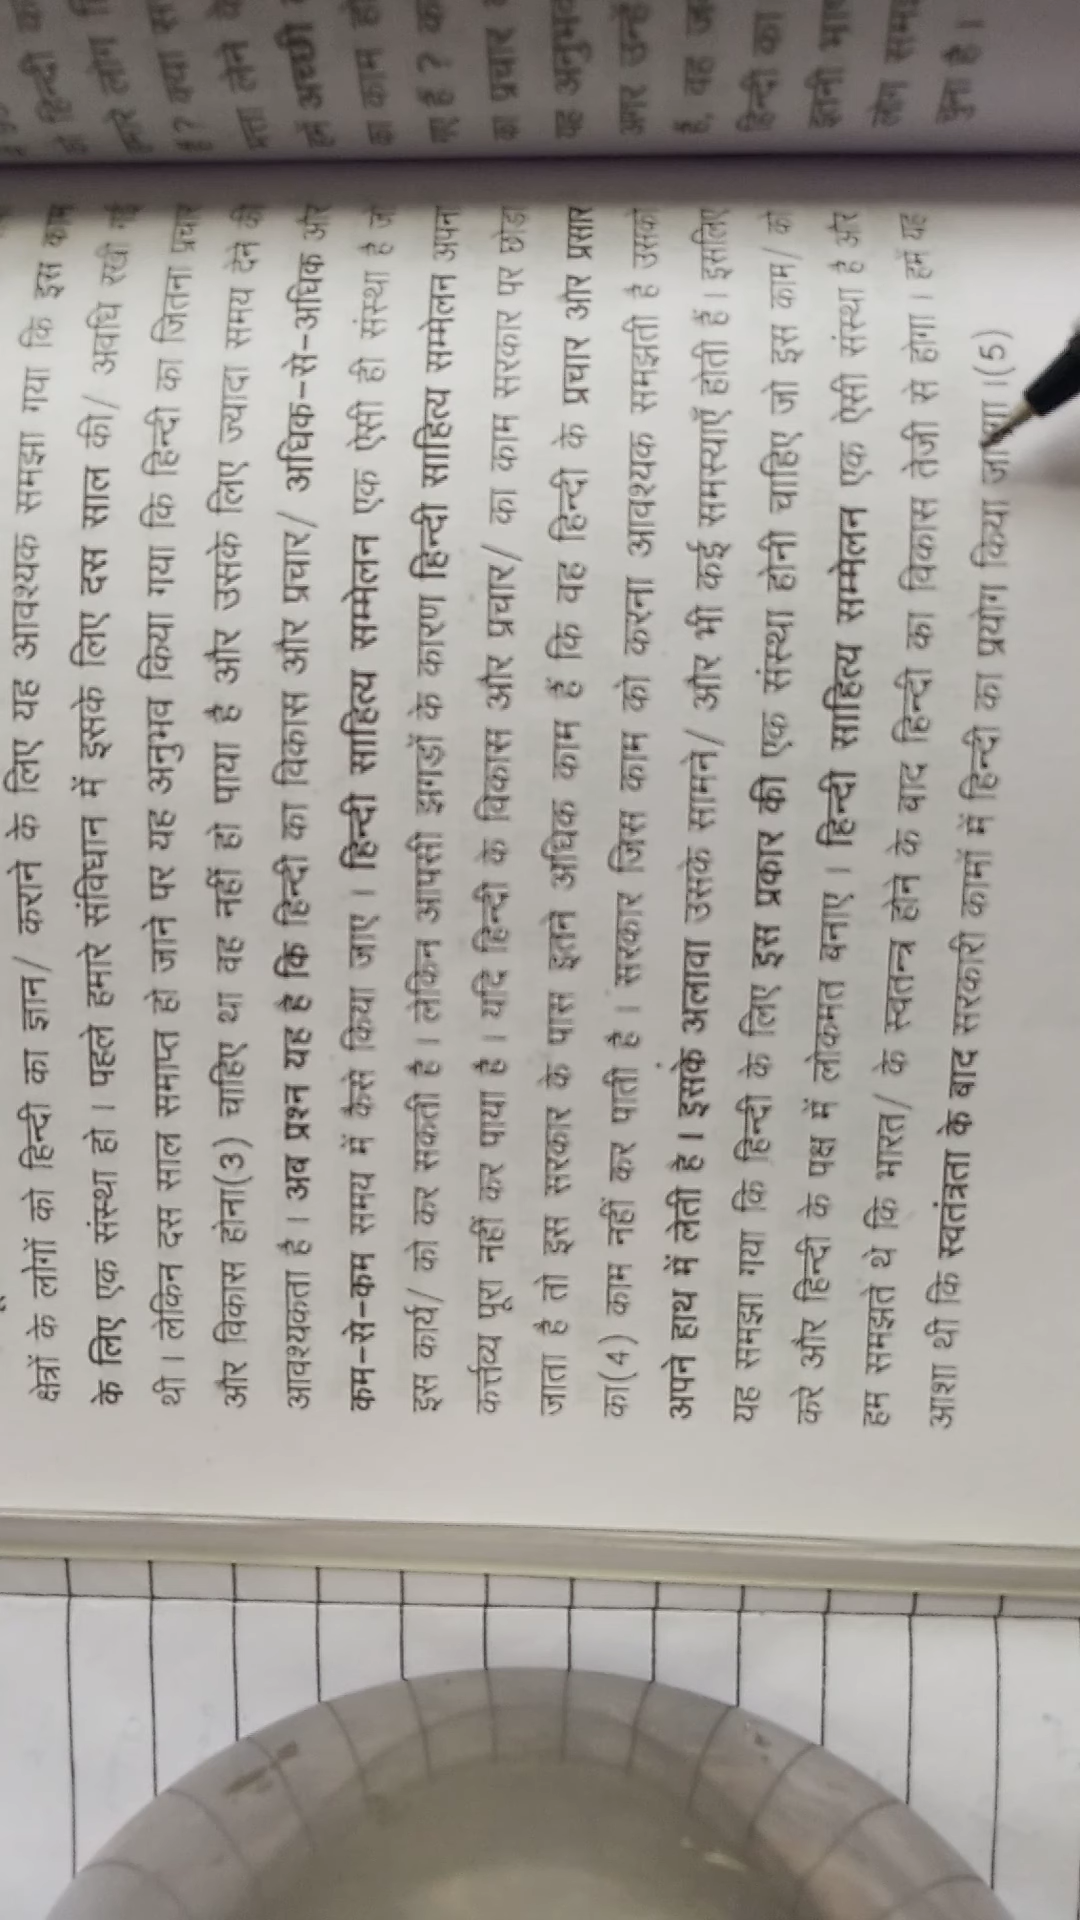 क्षेत्रों के लोगों को हिन्दी का ज्ञान/ कराने के लिए यह आवश्यक समझा गया कि इस काम
के लिए एक संस्था हो । पहले हमारे संविधान में इसके लिए दस साल की/ अवधि रखी गई
थी । लेकिन दस साल समाप्त हो जाने पर यह अनुभव किया गया कि हिन्दी का जितना प्रचार
और विकास होना(3) चाहिए था वह नहीं हो पाया है और उसके लिए ज्यादा समय देने की
आवश्यकता है । अब प्रश्न यह है कि हिन्दी का विकास और प्रचार/ अधिक-से-अधिक और
कम-से-कम समय में कैसे किया जाए । हिन्दी साहित्य सम्मेलन एक ऐसी ही संस्था है जो
इस कार्य/ को कर सकती है । लेकिन आपसी झगड़ों के कारण हिन्दी साहित्य सम्मेलन अपना
कर्त्तव्य पूरा नहीं कर पाया है । यदि हिन्दी के विकास और प्रचार/ का काम सरकार पर छोड़ा
जाता है तो इस सरकार के पास इतने अधिक काम हैं कि वह हिन्दी के प्रचार और प्रसार
का(4) काम नहीं कर पाती है । सरकार जिस काम को करना आवश्यक समझती है उसको
अपने हाथ में लेती है । इसके अलावा उसके सामने/ और भी कई समस्याएँ होती हैं । इसलिए
यह समझा गया कि हिन्दी के लिए इस प्रकार की एक संस्था होनी चाहिए जो इस काम/ को
करे और हिन्दी के पक्ष में लोकमत बनाए । हिन्दी साहित्य सम्मेलन एक ऐसी संस्था है और
हम समझते थे कि भारत/ के स्वतन्त्र होने के बाद हिन्दी का विकास तेजी से होगा । हमें यह
आशा थी कि स्वतंत्रता के बाद सरकारी कामों में हिन्दी का प्रयोग किया ।(5)
हिन्दी
लोग
है ? क्या
लेने के
अच्छी
का काम
है ? क
का प्रचार
यह
उन्हें
है, वह
हिन्दी का
लोग
चुना है ।